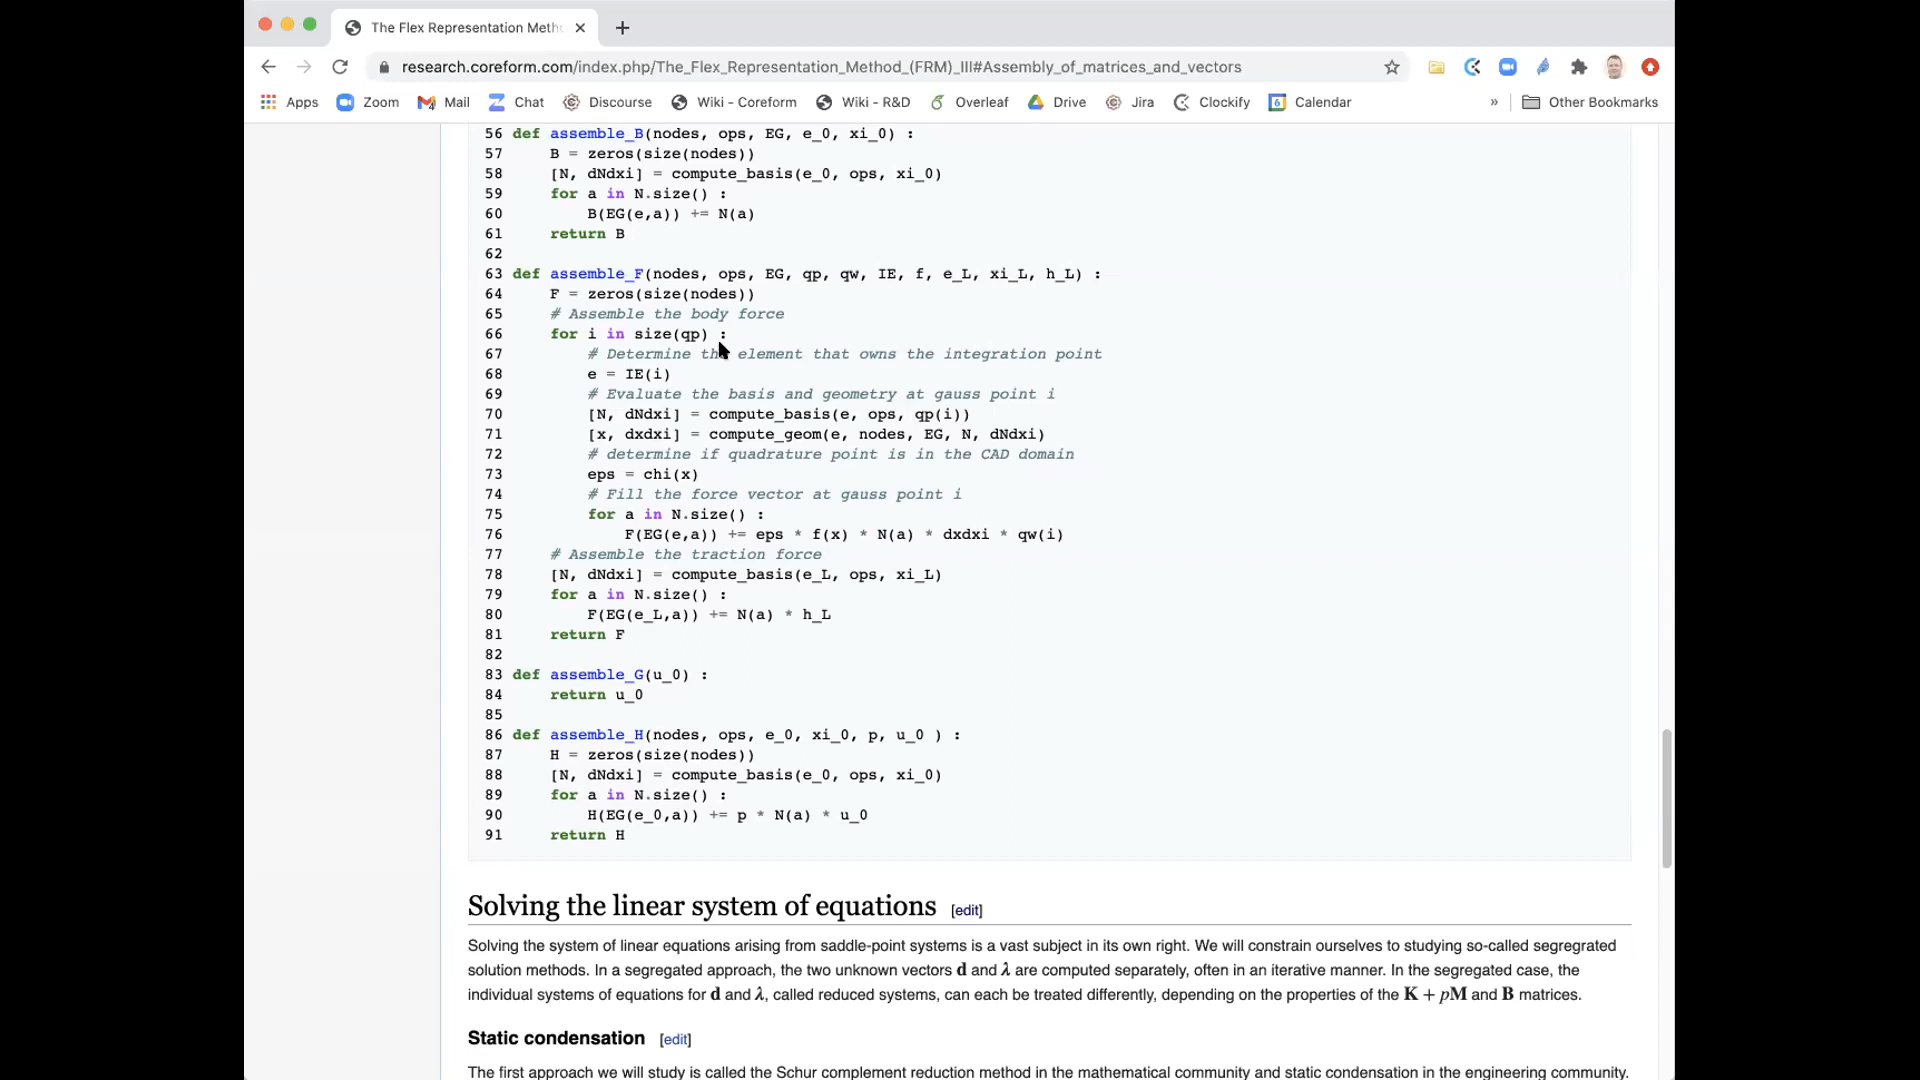 The Flex Representation Meth
research.coreform.com/index.php/The_Flex_Representation_Method_(FRM)_III#Assembly_of_matrices_and_vectors
Apps Zoom Mail Chat Discourse Wiki - Coreform Wiki - R&D Overleaf Drive Jira Clockify Calendar » Other Bookmarks
56 def assemble_B(nodes, ops, EG, e_0, xi_0) :
57 B = zeros(size(nodes))
58 [N, dNdxi] = compute_basis(e_0, ops, xi_0)
59 for a in N.size() :
60 B(EG(e,a)) += N(a)
61 return B
62
63 def assemble_F(nodes, ops, EG, qp, qw, IE, f, e_L, xi_L, h_L) :
64 F = zeros(size(nodes))
65 # Assemble the body force
66 for i in size(qp) :
67 # Determine the element that owns the integration point
68 e = IE(i)
69 # Evaluate the basis and geometry at gauss point i
70 [N, dNdxi] = compute_basis(e, ops, qp(i))
71 [x, dxdxi] = compute_geom(e, nodes, EG, N, dNdxi)
72 # determine if quadrature point is in the CAD domain
73 eps = chi(x)
74 # Fill the force vector at gauss point i
75 for a in N.size() :
76 F(EG(e,a)) += eps * f(x) * N(a) * dxdxi * qw(i)
77 # Assemble the traction force
78 [N, dNdxi] = compute_basis(e_L, ops, xi_L)
79 for a in N.size() :
80 F(EG(e_L,a)) += N(a) * h_L
81 return F
82
83 def assemble_G(u_0) :
84 return u_0
85
86 def assemble_H(nodes, ops, e_0, xi_0, p, u_0 ) :
87 H = zeros(size(nodes))
88 [N, dNdxi] = compute_basis(e_0, ops, xi_0)
89 for a in N.size() :
90 H(EG(e_0,a)) += p * N(a) * u_0
91 return H
Solving the linear system of equations [edit]
Solving the system of linear equations arising from saddle-point systems is a vast subject in its own right. We will constrain ourselves to studying so-called segregrated
solution methods. In a segregated approach, the two unknown vectors d and λ are computed separately, often in an iterative manner. In the segregated case, the
individual systems of equations for d and λ, called reduced systems, can each be treated differently, depending on the properties of the K + pM and B matrices.
Static condensation [edit]
The first approach we will study is called the Schur complement reduction method in the mathematical community and static condensation in the engineering community.